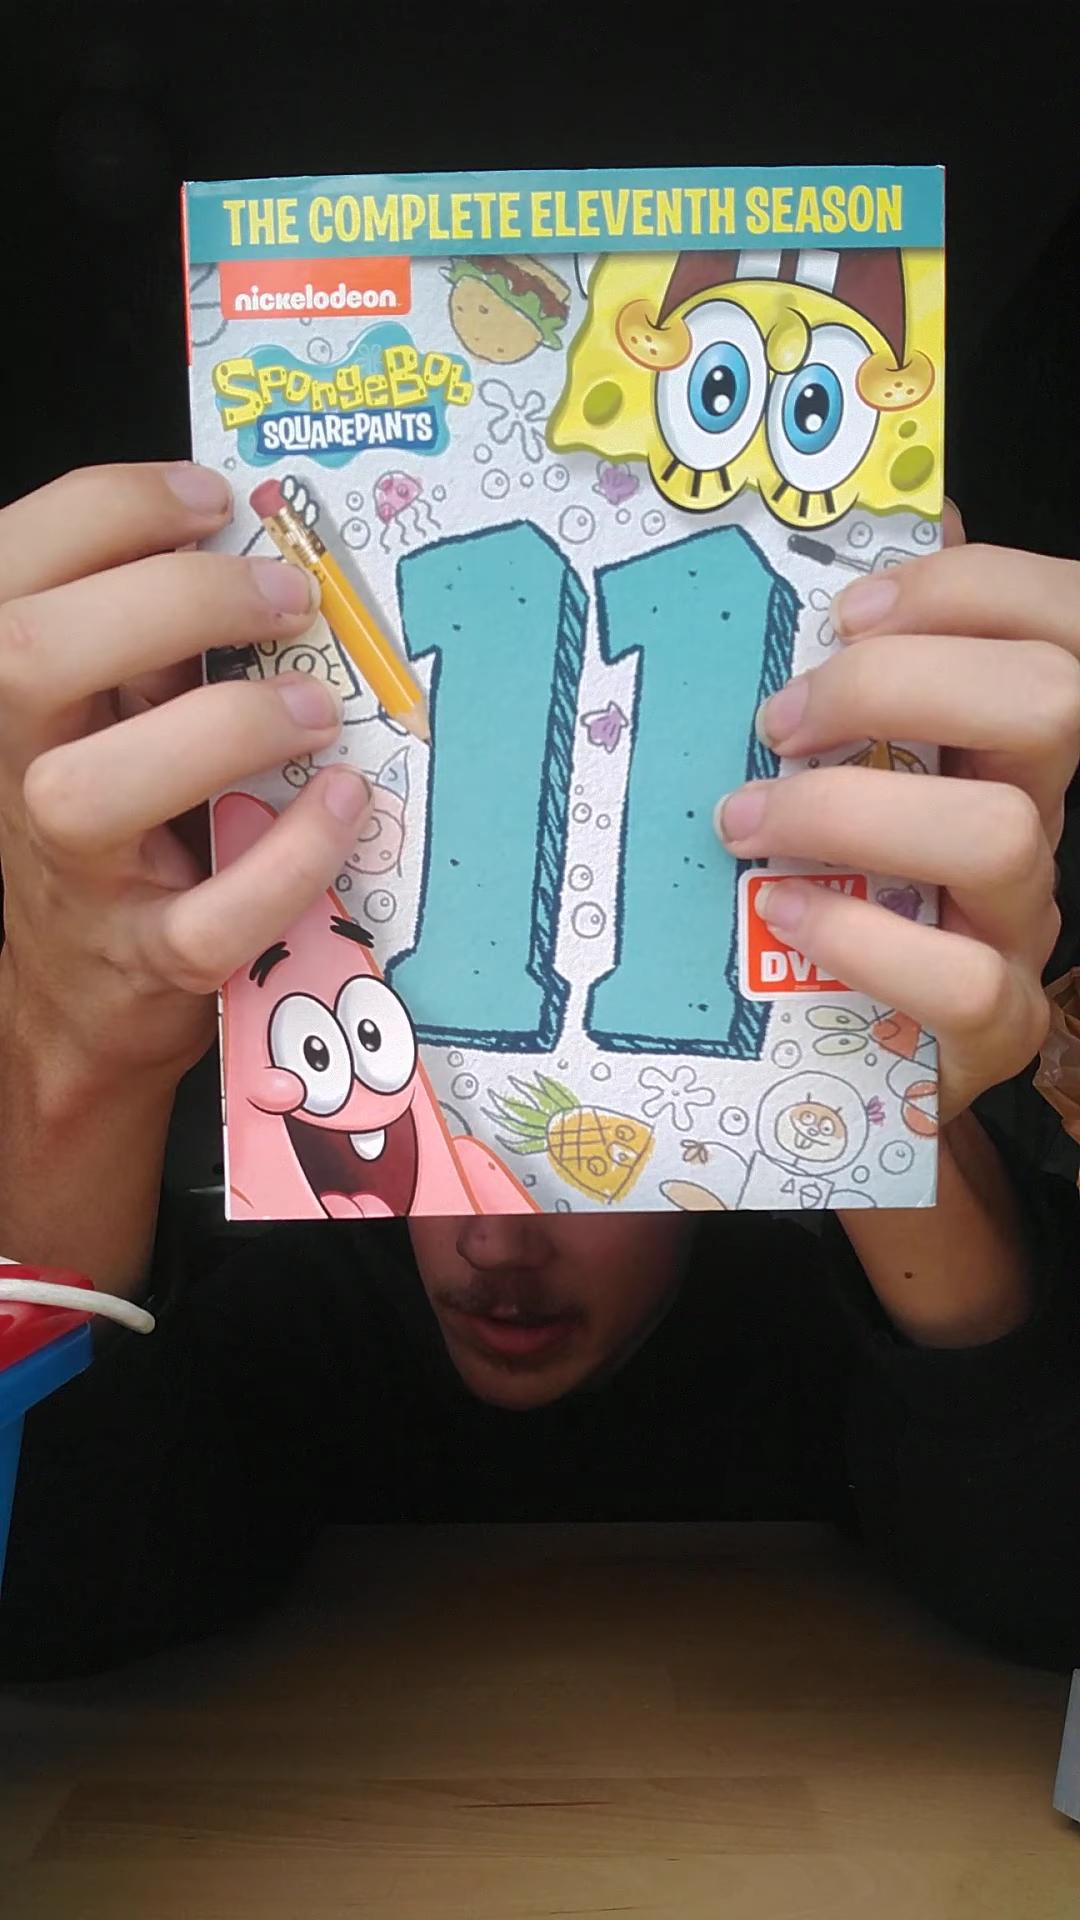 THE COMPLETE ELEVENTH SEASON
nickelodeon
SPONGEBOB
SQUAREPANTS
11